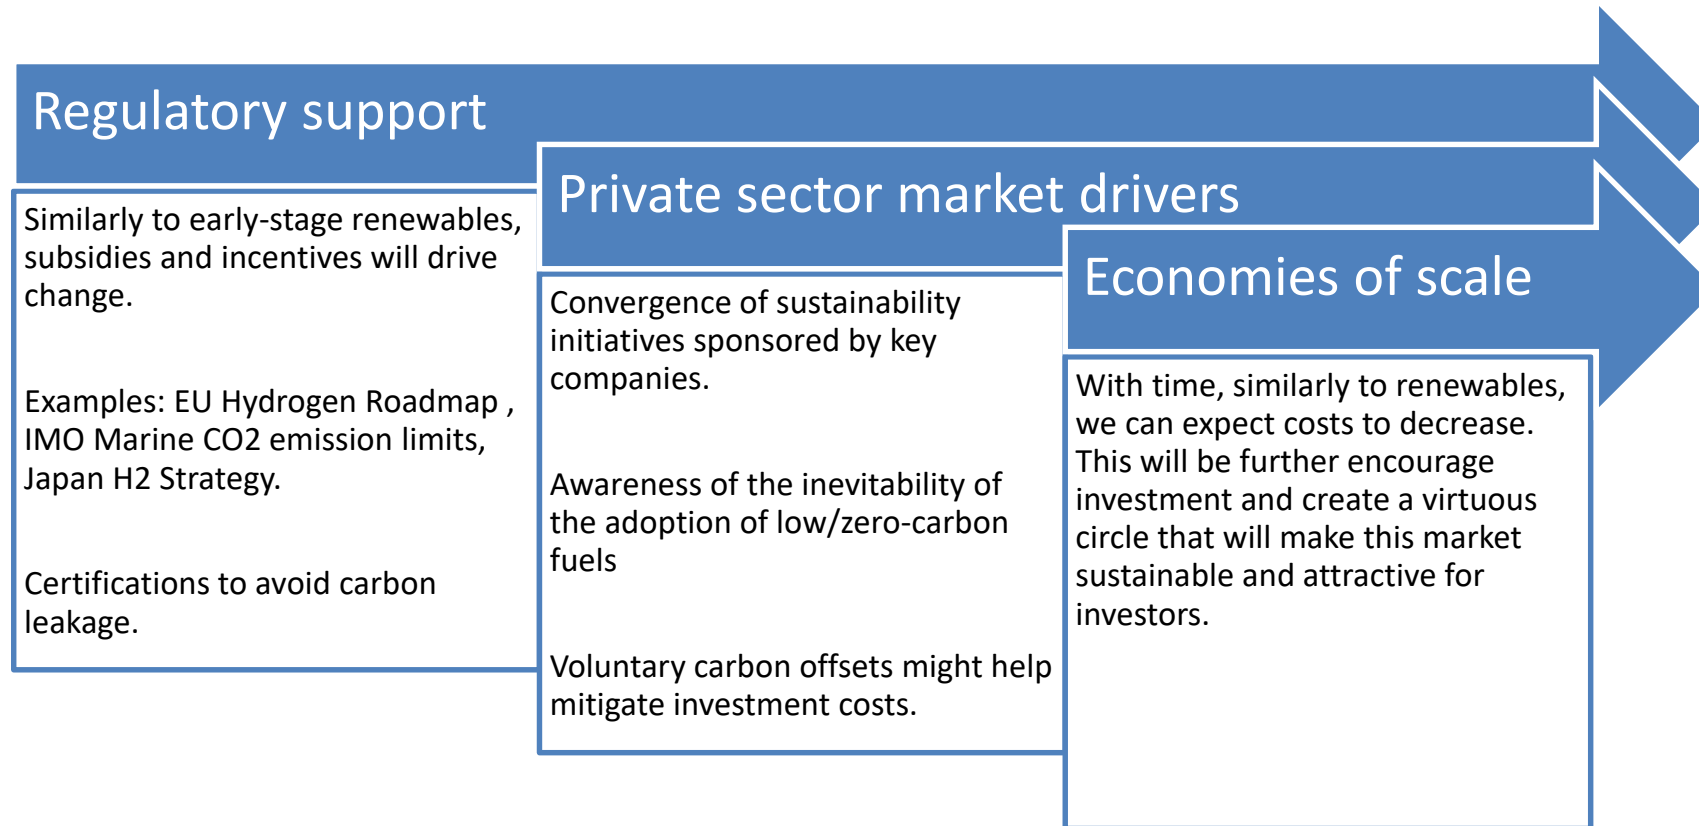 Regulatory support
Similarly to early-stage renewables,
subsidies and incentives will drive
change.
Examples: EU Hydrogen Roadmap ,
IMO Marine CO2 emission limits,
Japan H2 Strategy.
Certifications to avoid carbon
leakage.
Private sector market drivers
Convergence of sustainability
initiatives sponsored by key
companies.
Awareness of the inevitability of
the adoption of low/zero-carbon
fuels
Voluntary carbon offsets might help
mitigate investment costs.
Economies of scale
With time, similarly to renewables,
we can expect costs to decrease.
This will be further encourage
investment and create a virtuous
circle that will make this market
sustainable and attractive for
investors.